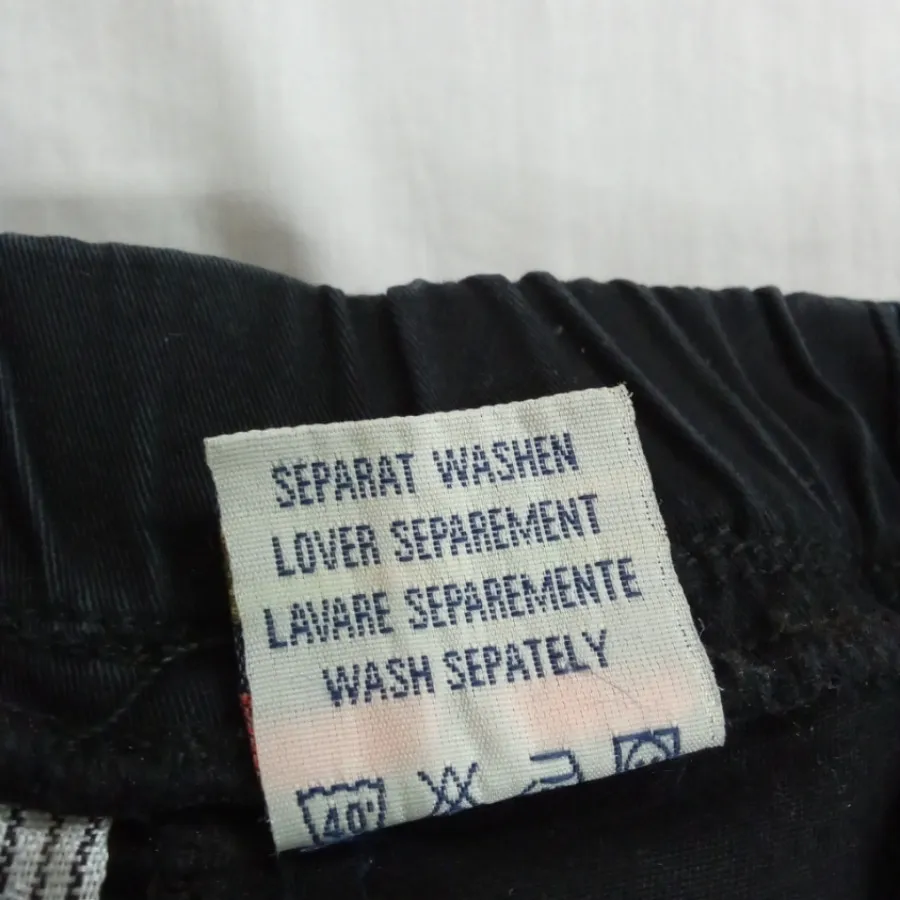 SEPARAT WASHEN
LOVER SEPAREMENT
LAVARE SEPAREMENTE
WASH SEPATELY
40°